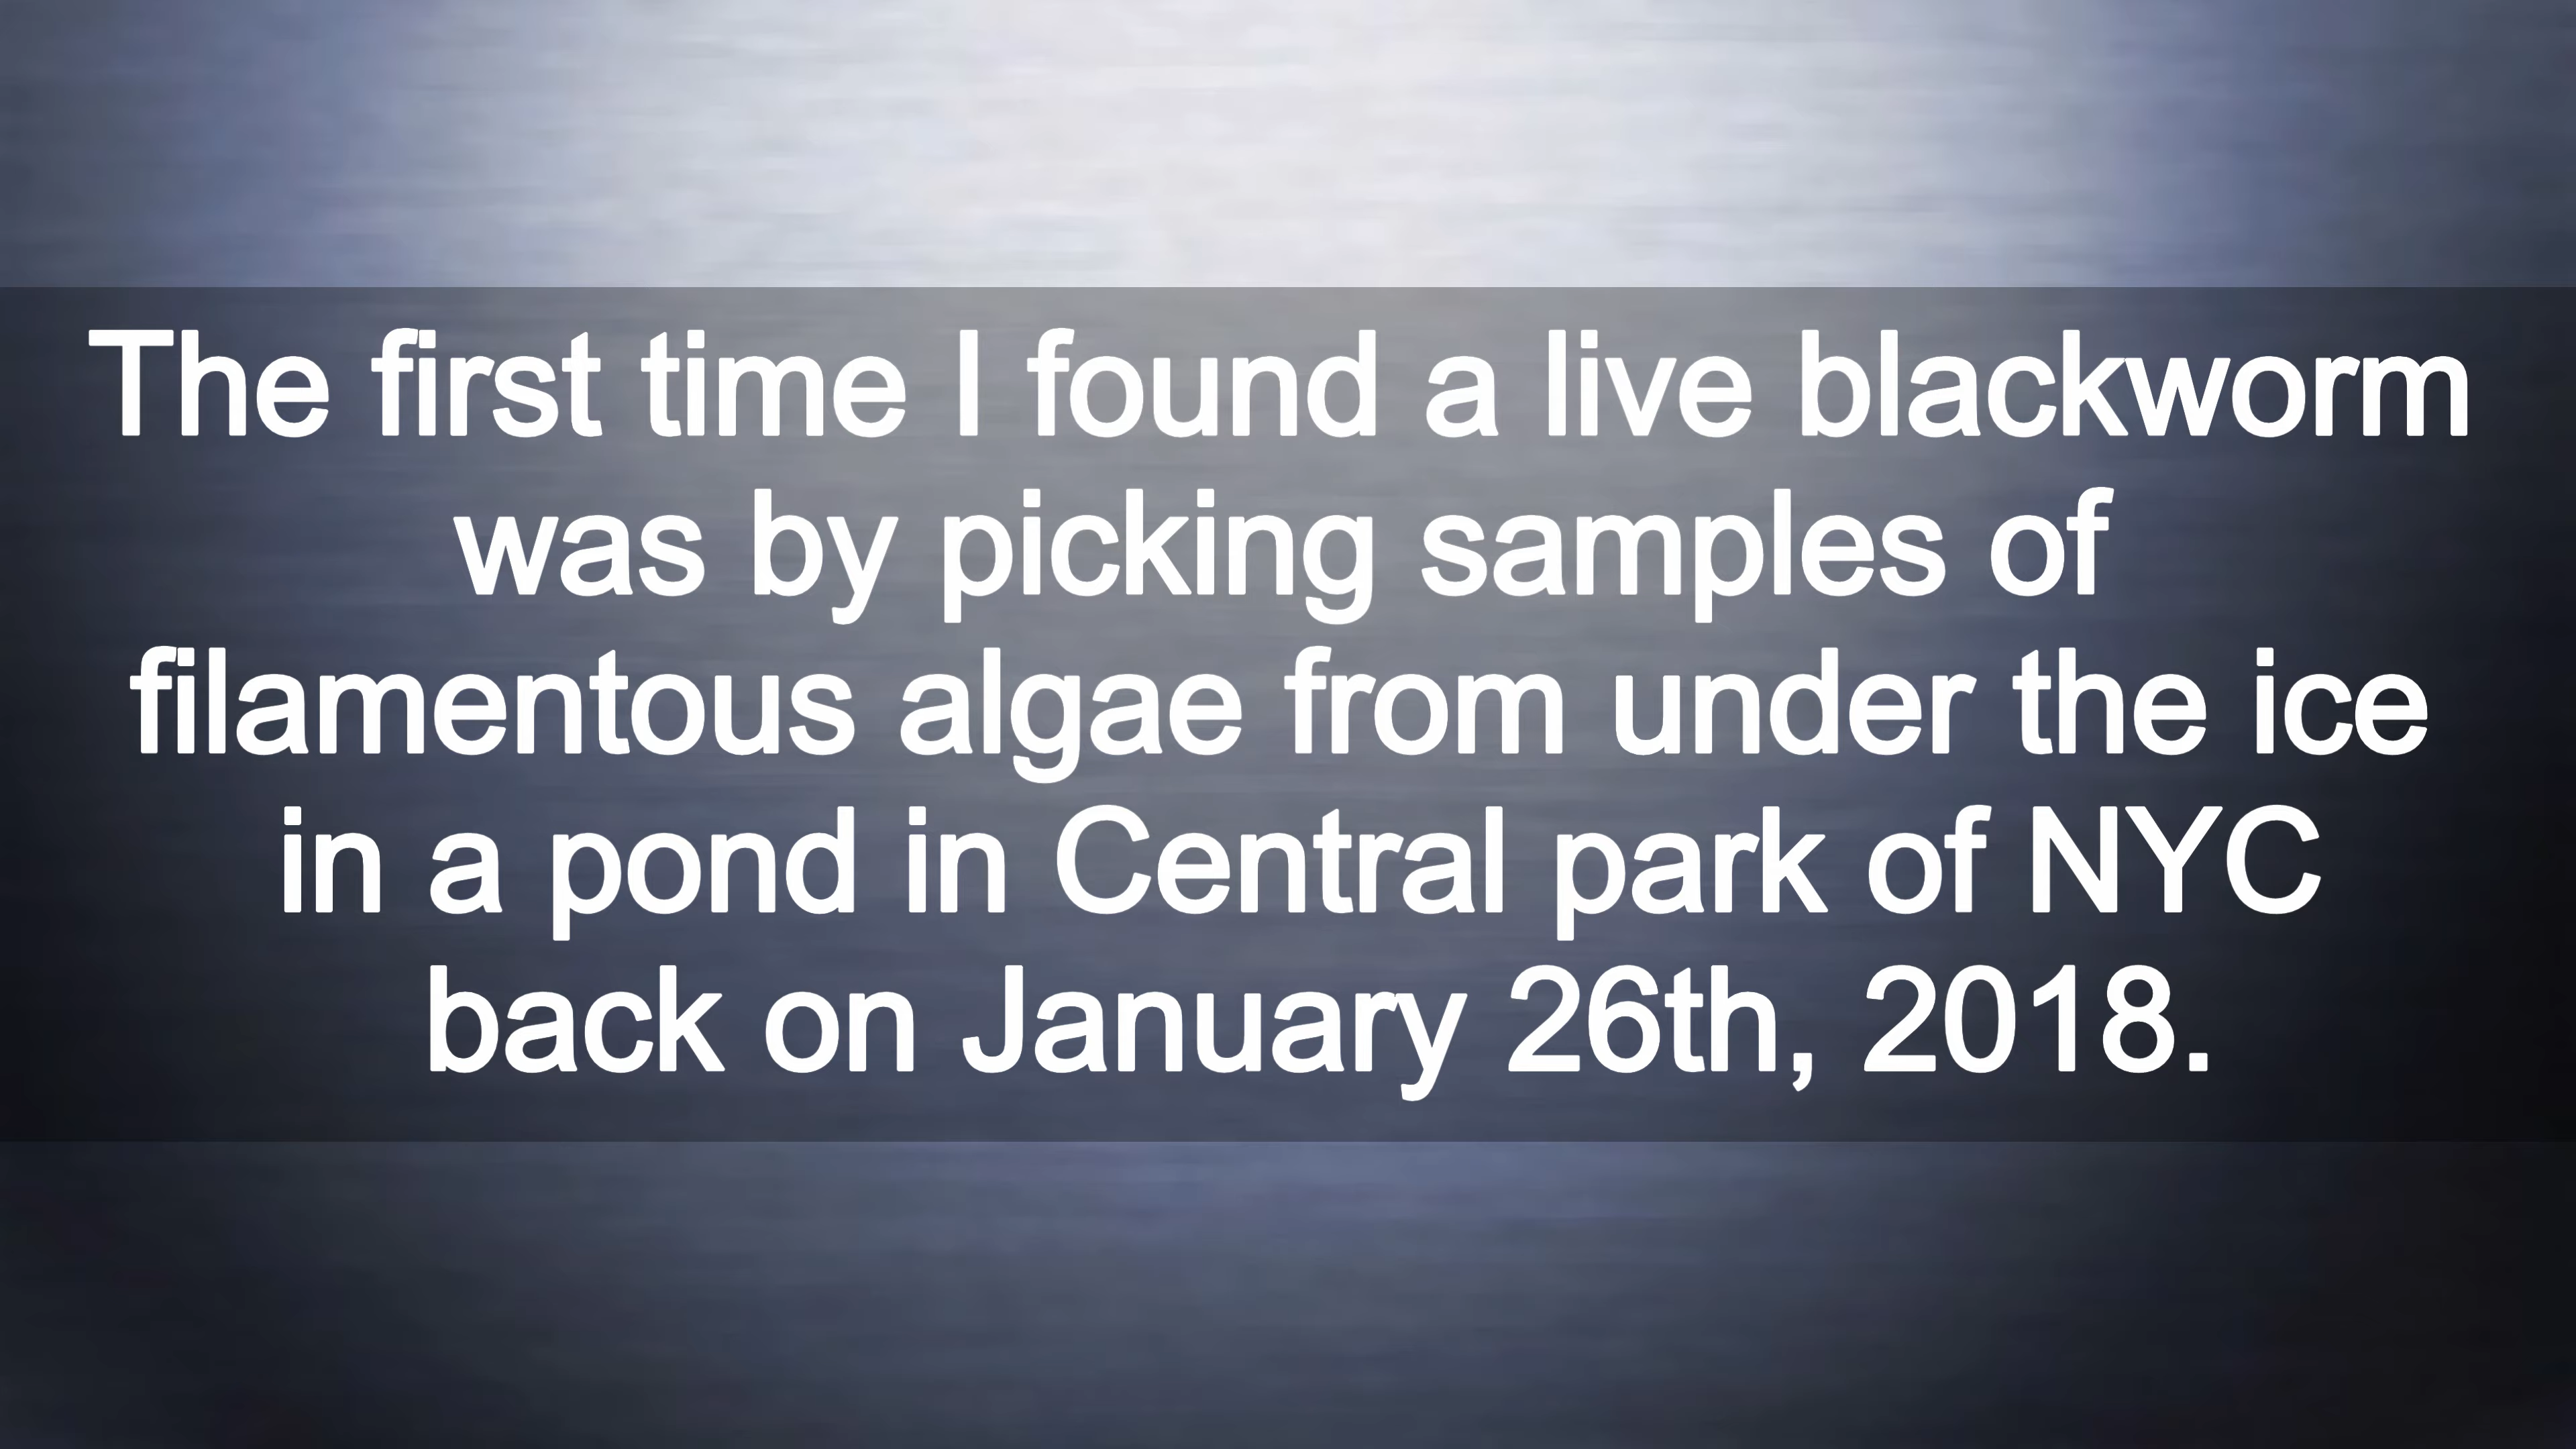 The first time I found a live blackworm
was by picking samples of
filamentous algae from under the ice
in a pond in Central park of NYC
back on January 26th, 2018.